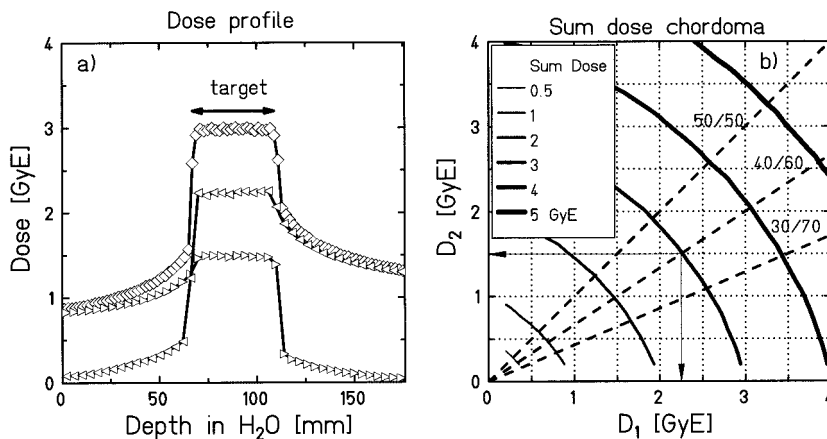 Dose profile
a)
target
4
3
2
1
0
Dose [GyE]
0
50
100
150
Depth in H₂O [mm]
Sum dose chordoma
b)
Sum Dose
0.5
1
2
3
4
5 GyE
50/50
40/60
30/70
4
3
2
1
0
D₂ [GyE]
0
1
2
3
4
D₁ [GyE]